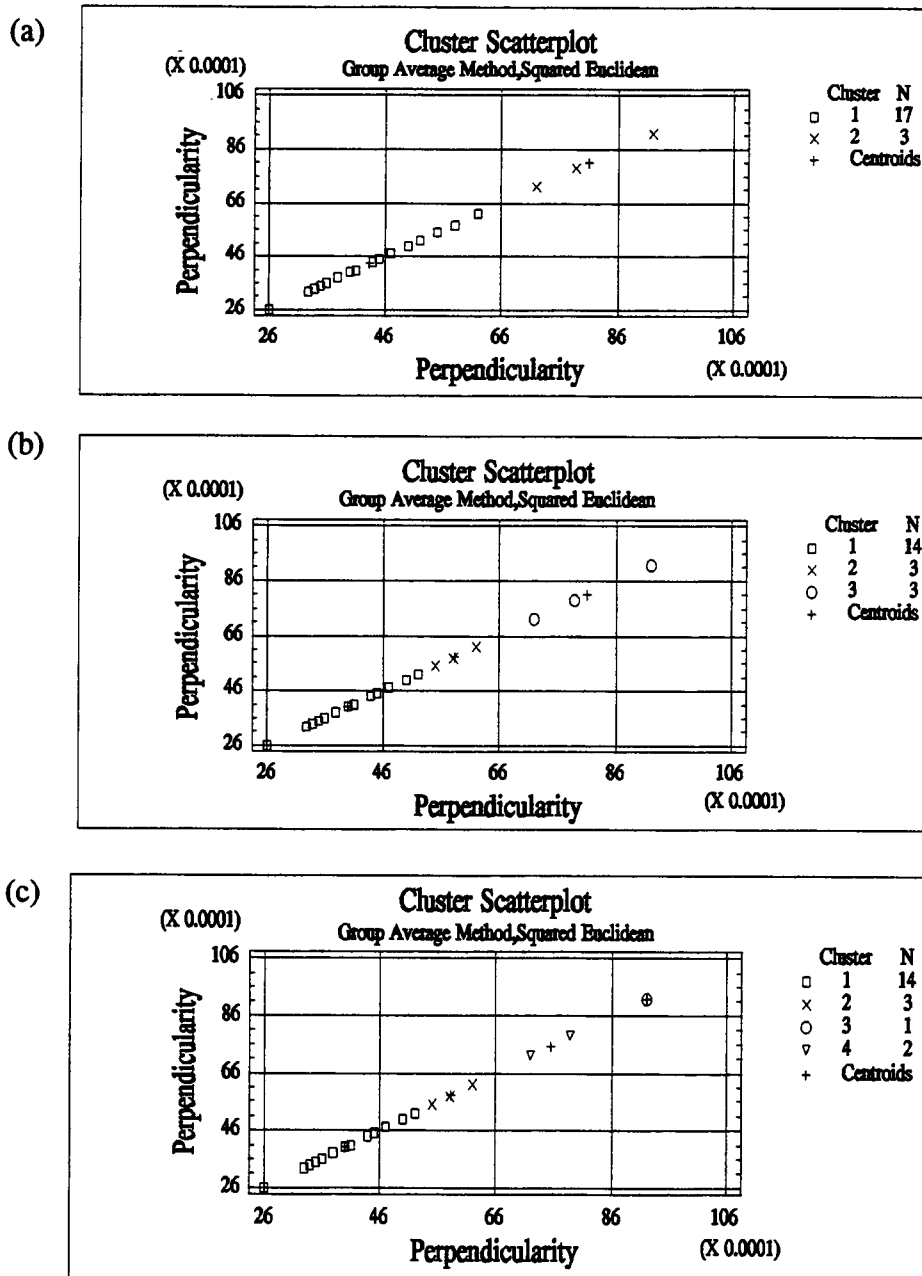 (a)
Cluster Scatterplot
(X 0.0001)
Group Average Method,Squared Euclidean
Cluster N
1 17
2 3
Centroids
106
86
66
46
26
Perpendicularity
26 46 66 86 106
Perpendicularity
(X 0.0001)
(b)
Cluster Scatterplot
(X 0.0001)
Group Average Method,Squared Euclidean
Cluster N
1 14
2 3
3 3
Centroids
106
86
66
46
26
Perpendicularity
26 46 66 86 106
Perpendicularity
(X 0.0001)
(c)
Cluster Scatterplot
(X 0.0001)
Group Average Method,Squared Euclidean
Cluster N
1 14
2 3
3 1
4 2
Centroids
106
86
66
46
26
Perpendicularity
26 46 66 86 106
Perpendicularity
(X 0.0001)